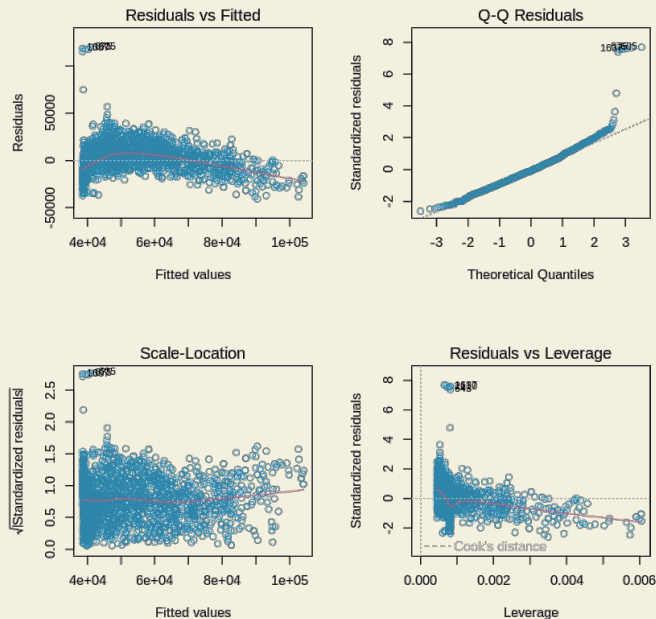 Residuals vs Fitted
Residuals
50000
0
-50000
4e+04 6e+04 8e+04 1e+05
Fitted values
Q-Q Residuals
Standardized residuals
8
6
4
2
0
-2
-3 -2 -1 0 1 2 3
Theoretical Quantiles
Scale-Location
√|Standardized residuals|
2.5
2.0
1.5
1.0
0.5
0.0
4e+04 6e+04 8e+04 1e+05
Fitted values
Residuals vs Leverage
Standardized residuals
8
6
4
2
0
-2
Cook's distance
0.000 0.002 0.004 0.006
Leverage